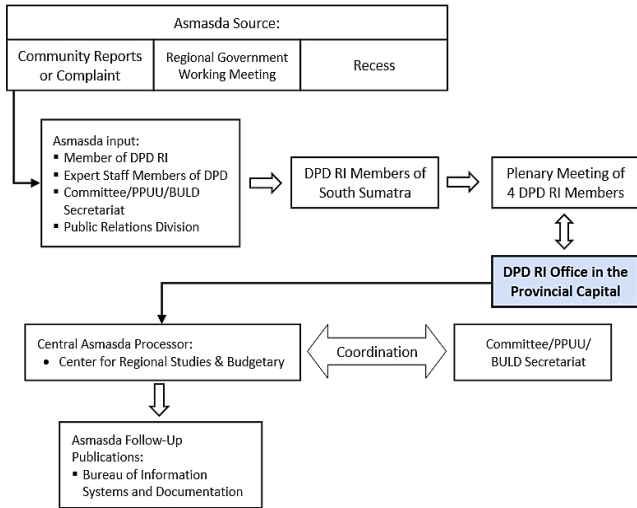 Asmasda Source:
Community Reports
or Complaint
Regional Government
Working Meeting
Recess
Asmasda input:
▪ Member of DPD RI
▪ Expert Staff Members of DPD
▪ Committee/PPUU/BULD
Secretariat
▪ Public Relations Division
DPD RI Members of
South Sumatra
Plenary Meeting of
4 DPD RI Members
DPD RI Office in the
Provincial Capital
Central Asmasda Processor:
• Center for Regional Studies & Budgetary
Coordination
Committee/PPUU/
BULD Secretariat
Asmasda Follow-Up
Publications:
▪ Bureau of Information
Systems and Documentation